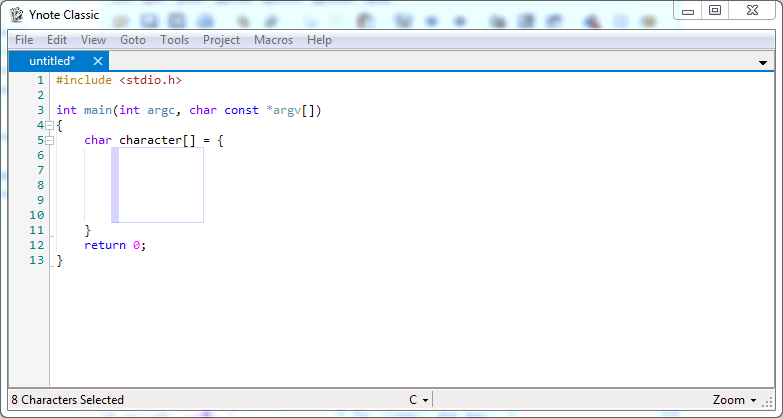 Ynote Classic
File Edit View Goto Tools Project Macros Help
untitled*
1 #include <stdio.h>
2
3 int main(int argc, char const *argv[])
4 {
5 char character[] = {
6
7
8
9
10
11 }
12 return 0;
13 }
8 Characters Selected C Zoom